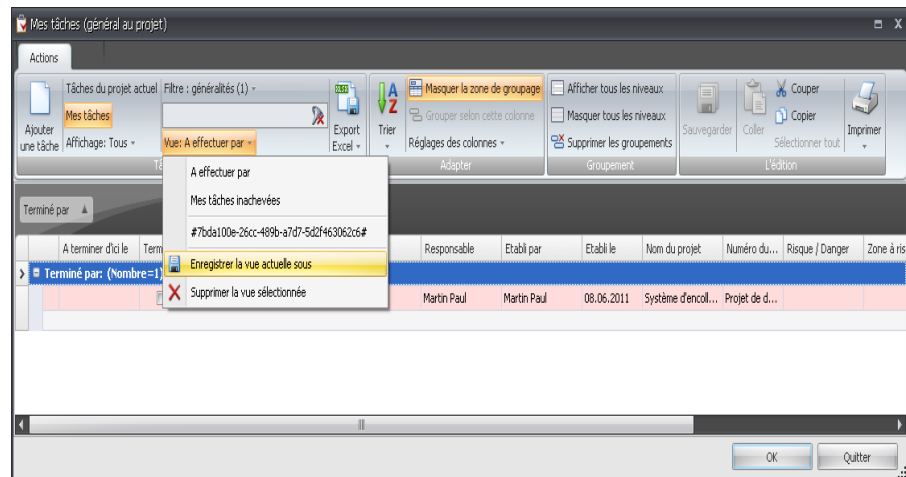 Mes tâches (général au projet)
Actions
Tâches du projet actuel
Filtre : généralités (1)
Mes tâches
Affichage: Tous
Vue: A effectuer par
Ajouter
une tâche
Export
Excel
Trier
Masquer la zone de groupage
Grouper selon cette colonne
Réglages des colonnes
Adapter
Afficher tous les niveaux
Masquer tous les niveaux
Supprimer les groupements
Groupement
Sauvegarder
Coller
Couper
Copier
Sélectionner tout
L'édition
Imprimer
A effectuer par
Mes tâches inachevées
#7bda100e-26cc-489b-a7d7-5d2f463062c6#
Enregistrer la vue actuelle sous
Supprimer la vue sélectionnée
Terminé par
A terminer d'ici le
Term
Responsable
Etabli par
Etabli le
Nom du projet
Numéro du...
Risque / Danger
Zone à ris
Terminé par: (Nombre=1)
Martin Paul
Martin Paul
08.06.2011
Système d'encoll...
Projet de d...
OK
Quitter